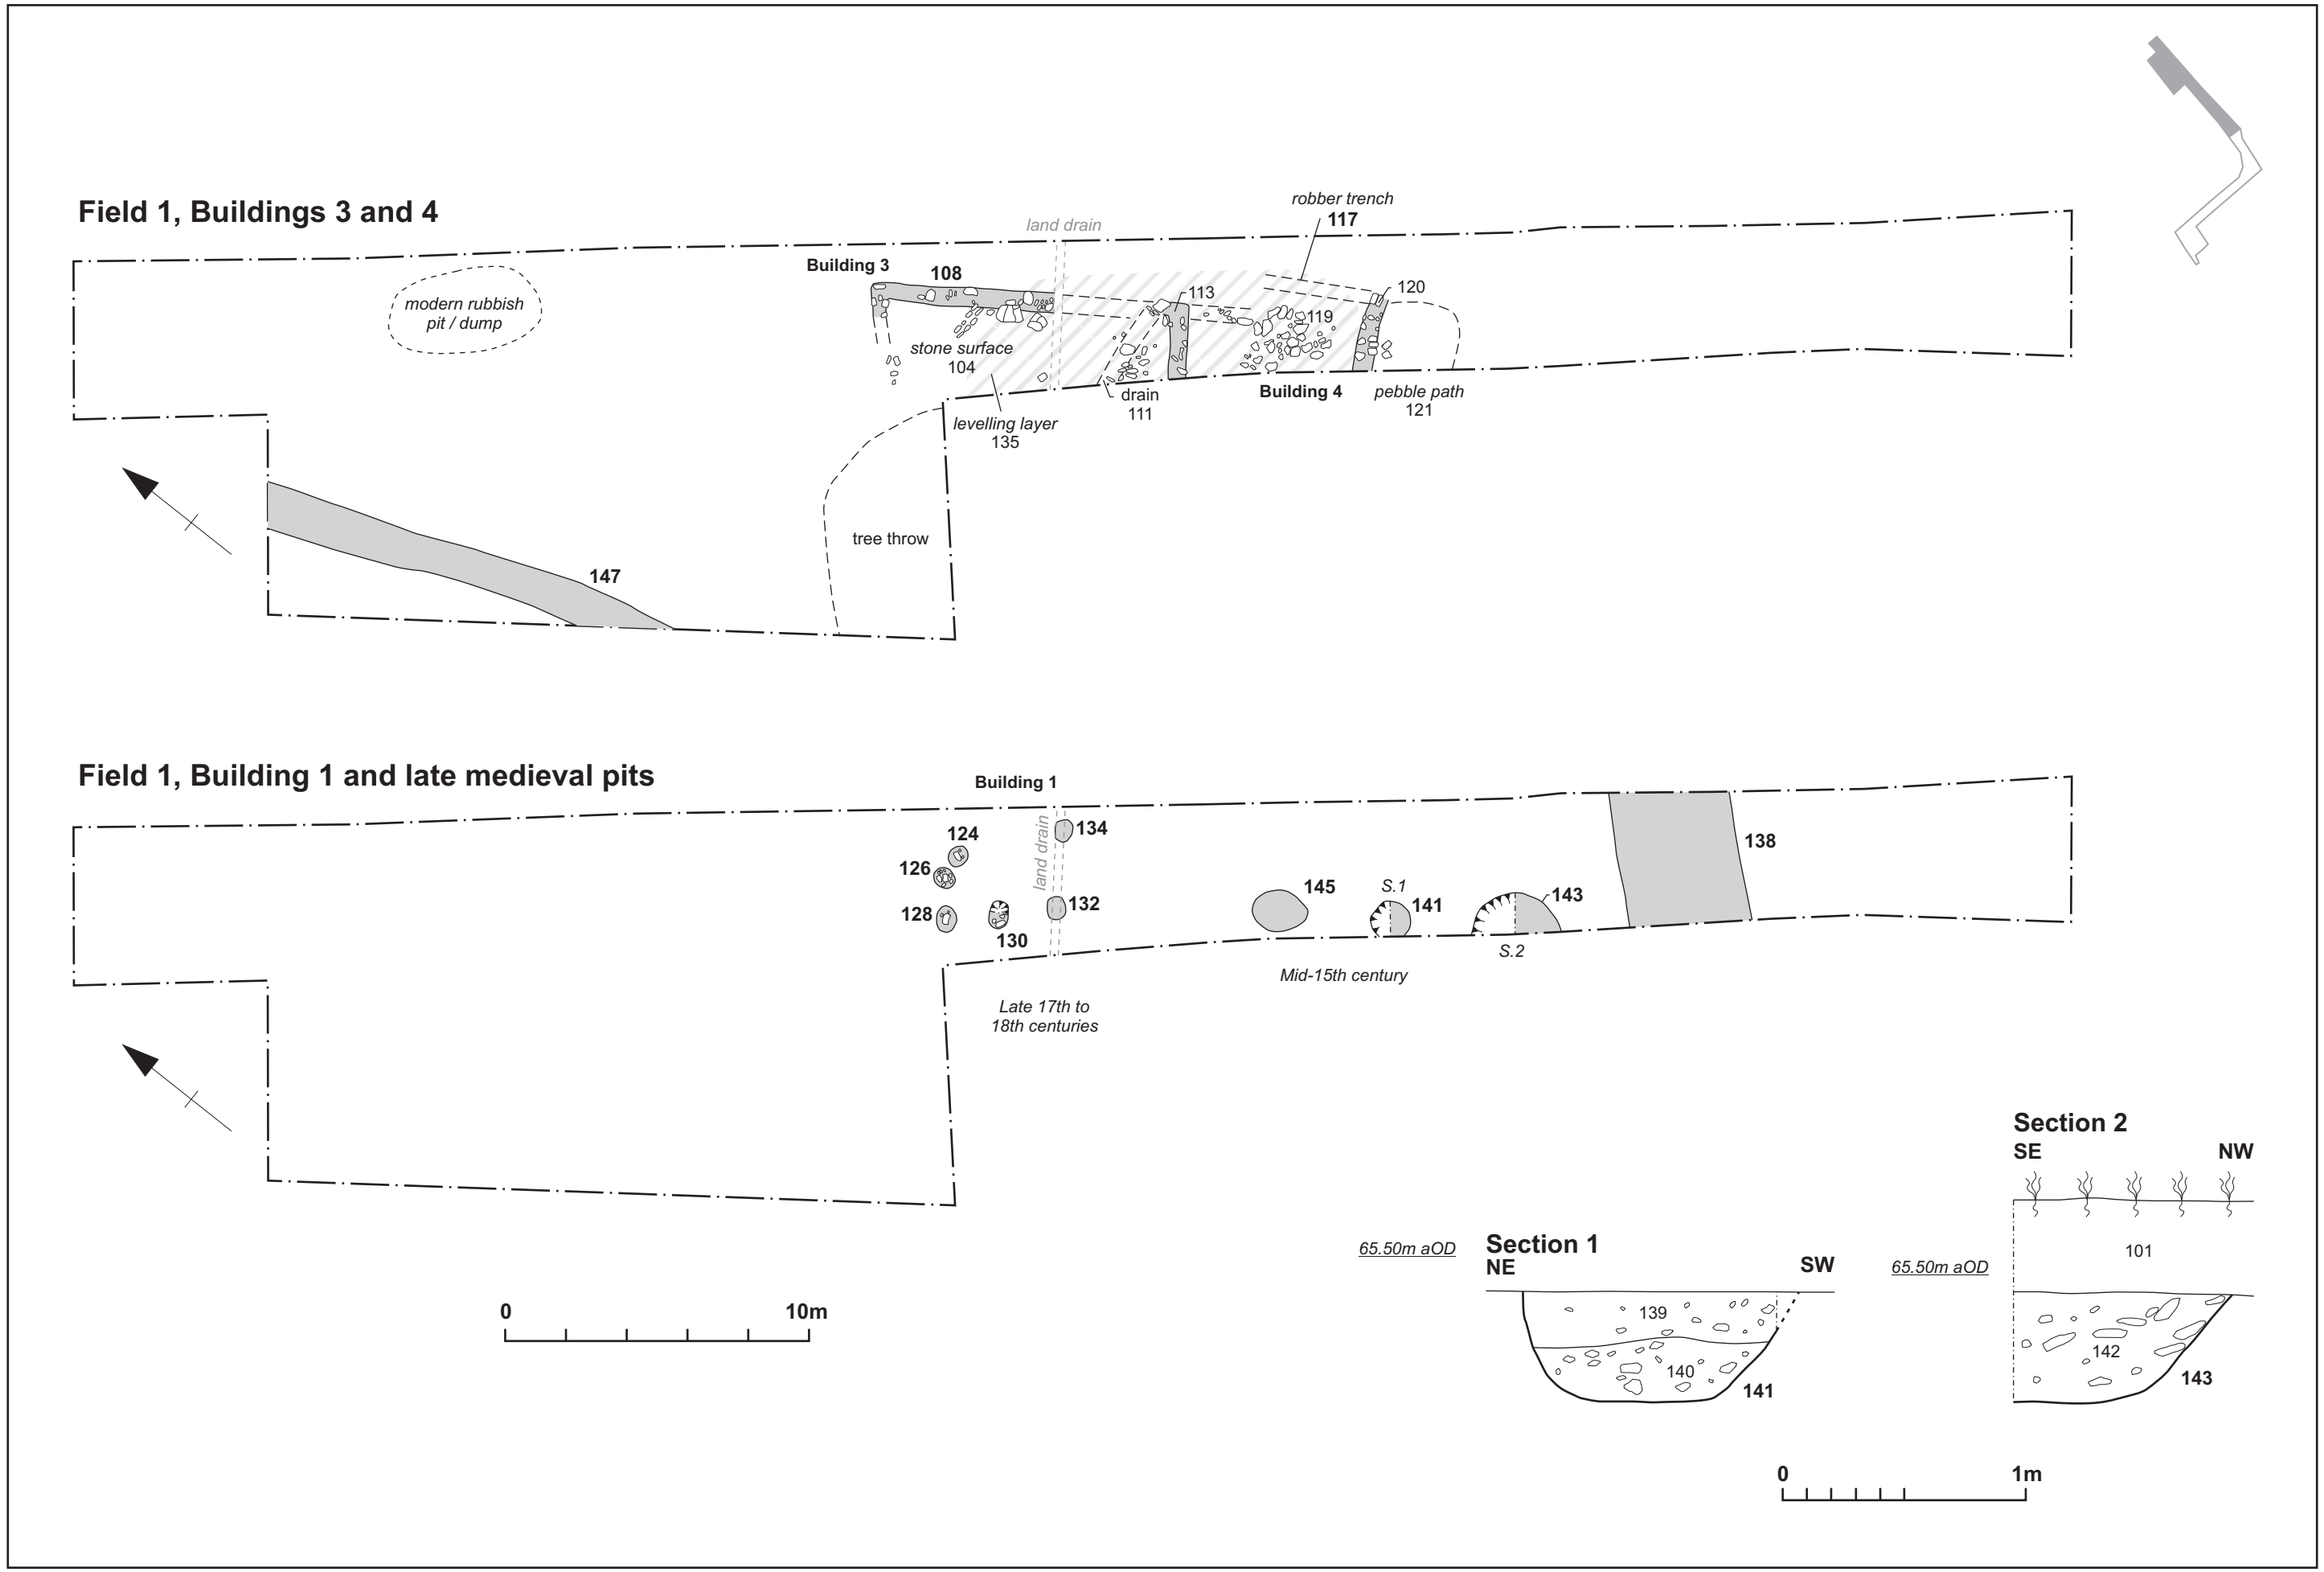 Field 1, Buildings 3 and 4
robber trench
117
land drain
Building 3
108
113
120
119
modern rubbish
pit / dump
stone surface
104
drain
111
Building 4
pebble path
121
levelling layer
135
tree throw
147
Field 1, Building 1 and late medieval pits
Building 1
124
126
128
130
land drain
134
132
145
S.1
141
143
S.2
138
Mid-15th century
Late 17th to
18th centuries
0
10m
65.50m aOD
Section 1
NE
SW
139
140
141
Section 2
SE
NW
65.50m aOD
101
142
143
0
1m